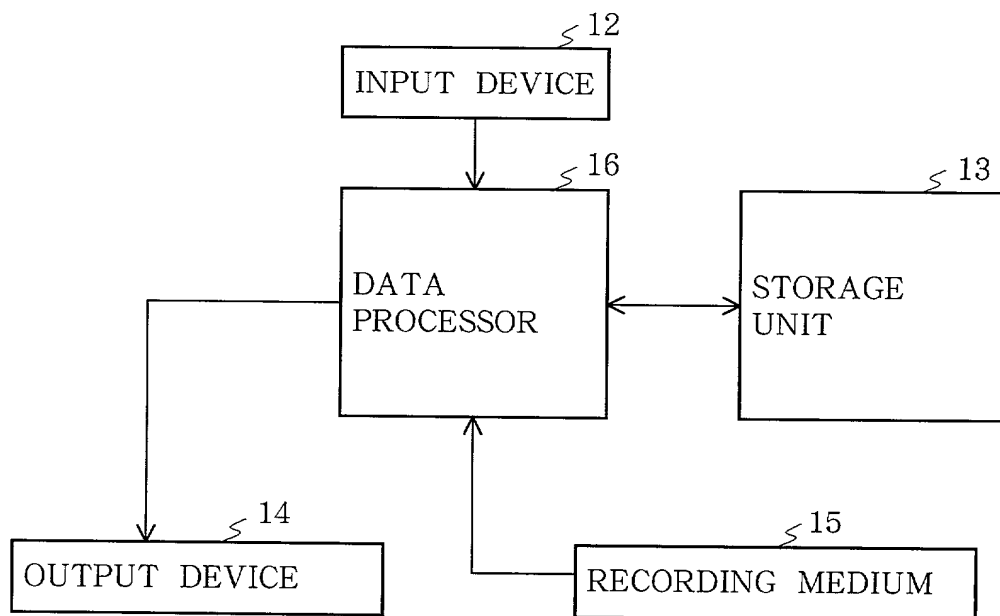 12
INPUT DEVICE
16
13
DATA
PROCESSOR
STORAGE
UNIT
14
15
OUTPUT DEVICE
RECORDING MEDIUM